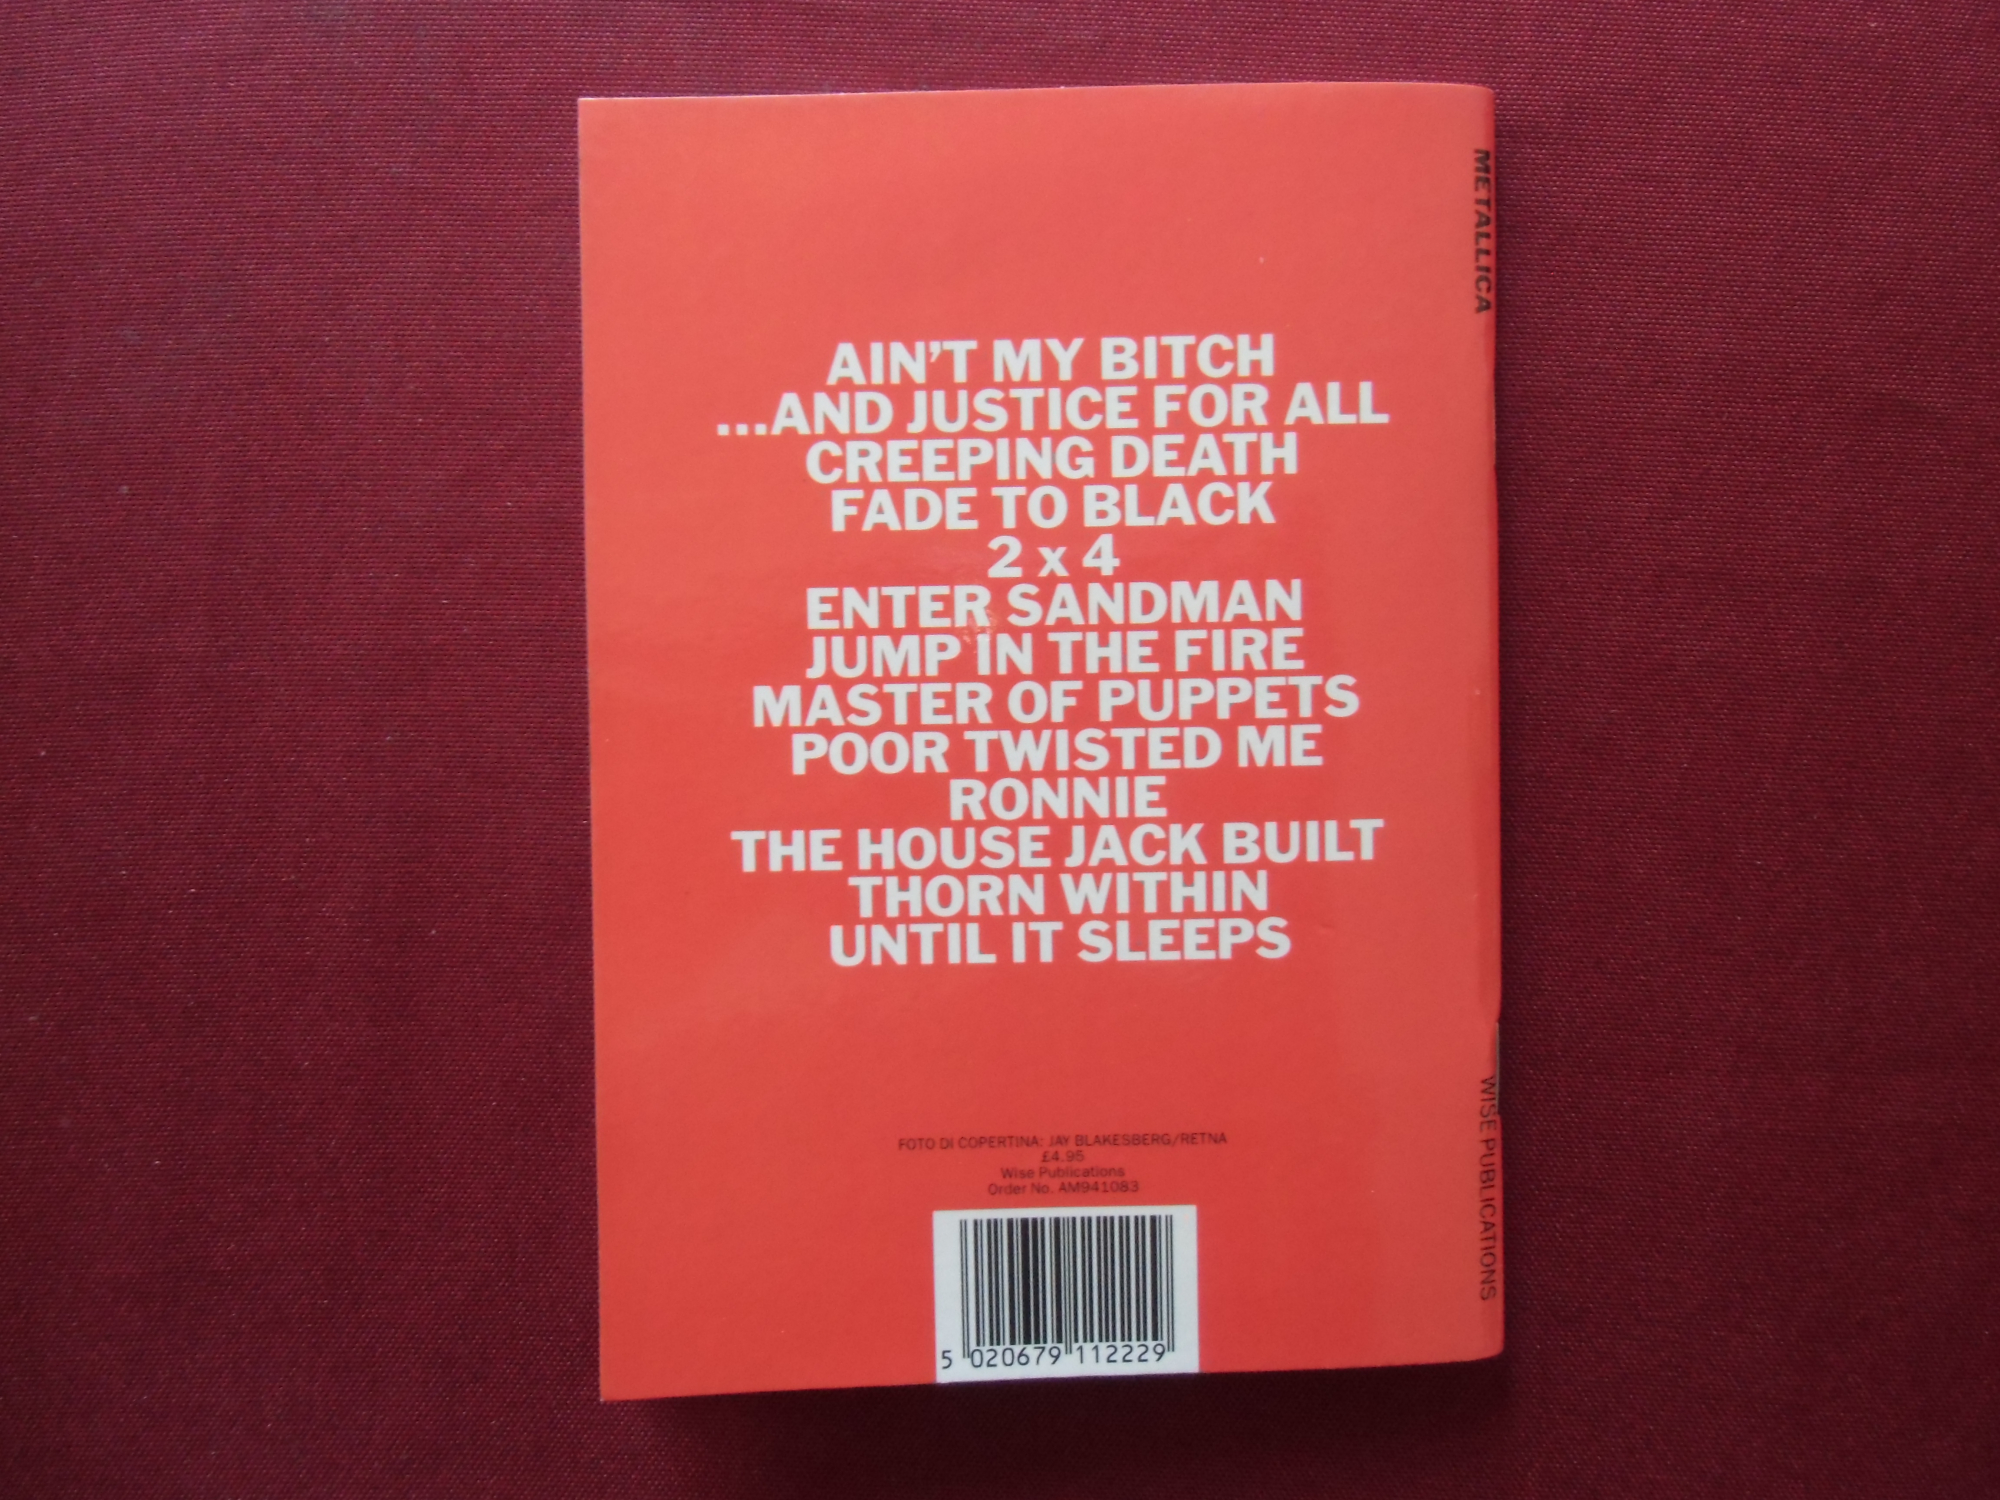 AIN'T MY BITCH
...AND JUSTICE FOR ALL
CREEPING DEATH
FADE TO BLACK
2 x 4
ENTER SANDMAN
JUMP IN THE FIRE
MASTER OF PUPPETS
POOR TWISTED ME
RONNIE
THE HOUSE JACK BUILT
THORN WITHIN
UNTIL IT SLEEPS
FOTO DI COPERTINA: JAY BLAKESBERG/RETNA
£4.95
Wise Publications
Order No. AM941083
5 020679 112229
METALLICA
WISE PUBLICATIONS